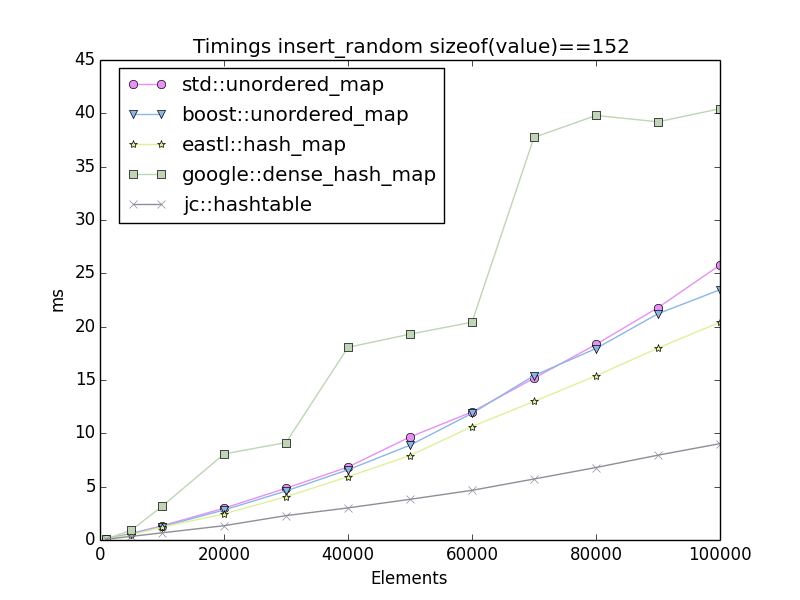 Timings insert_random sizeof(value)==152
std::unordered_map
boost::unordered_map
eastl::hash_map
google::dense_hash_map
jc::hashtable
45
40
35
30
25
20
15
10
5
0
ms
0 20000 40000 60000 80000 100000
Elements